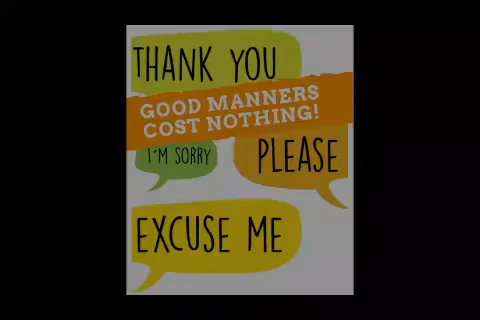 THANK YOU
GOOD MANNERS
COST NOTHING!
I'M SORRY
PLEASE
EXCUSE ME